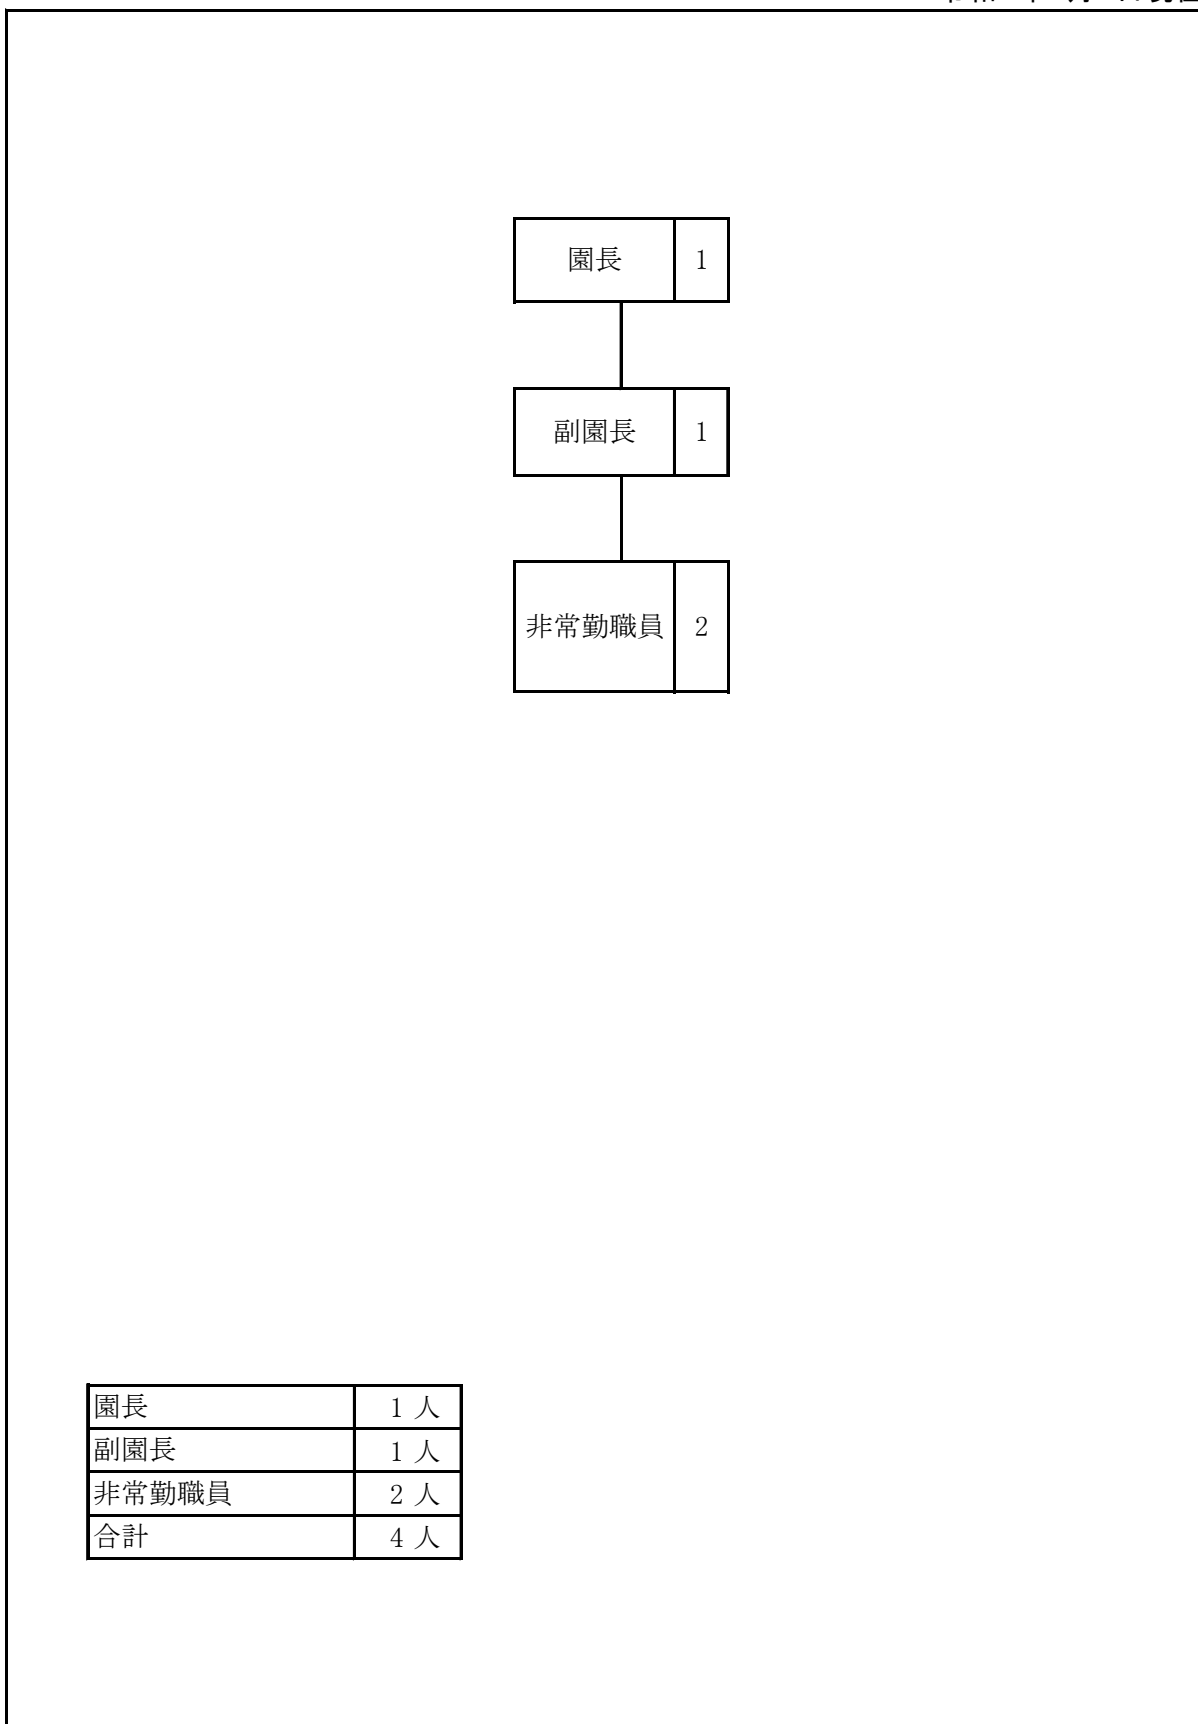 園長 1
副園長 1
非常勤職員 2
園長 1 人
副園長 1 人
非常勤職員 2 人
合計 4 人